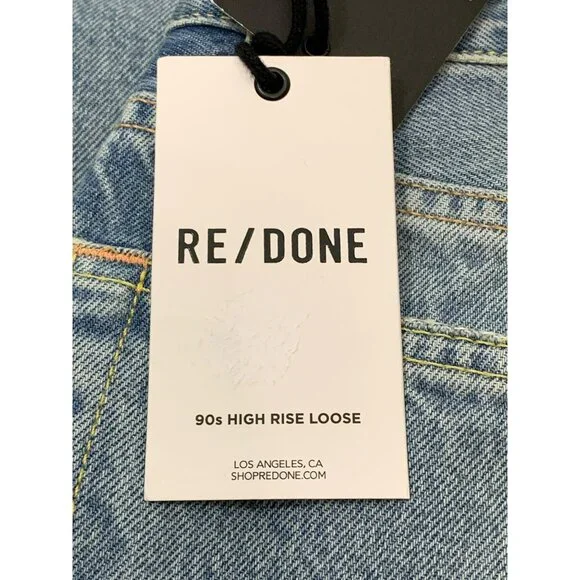 RE/DONE
90s HIGH RISE LOOSE
LOS ANGELES, CA
SHOPREDONE.COM